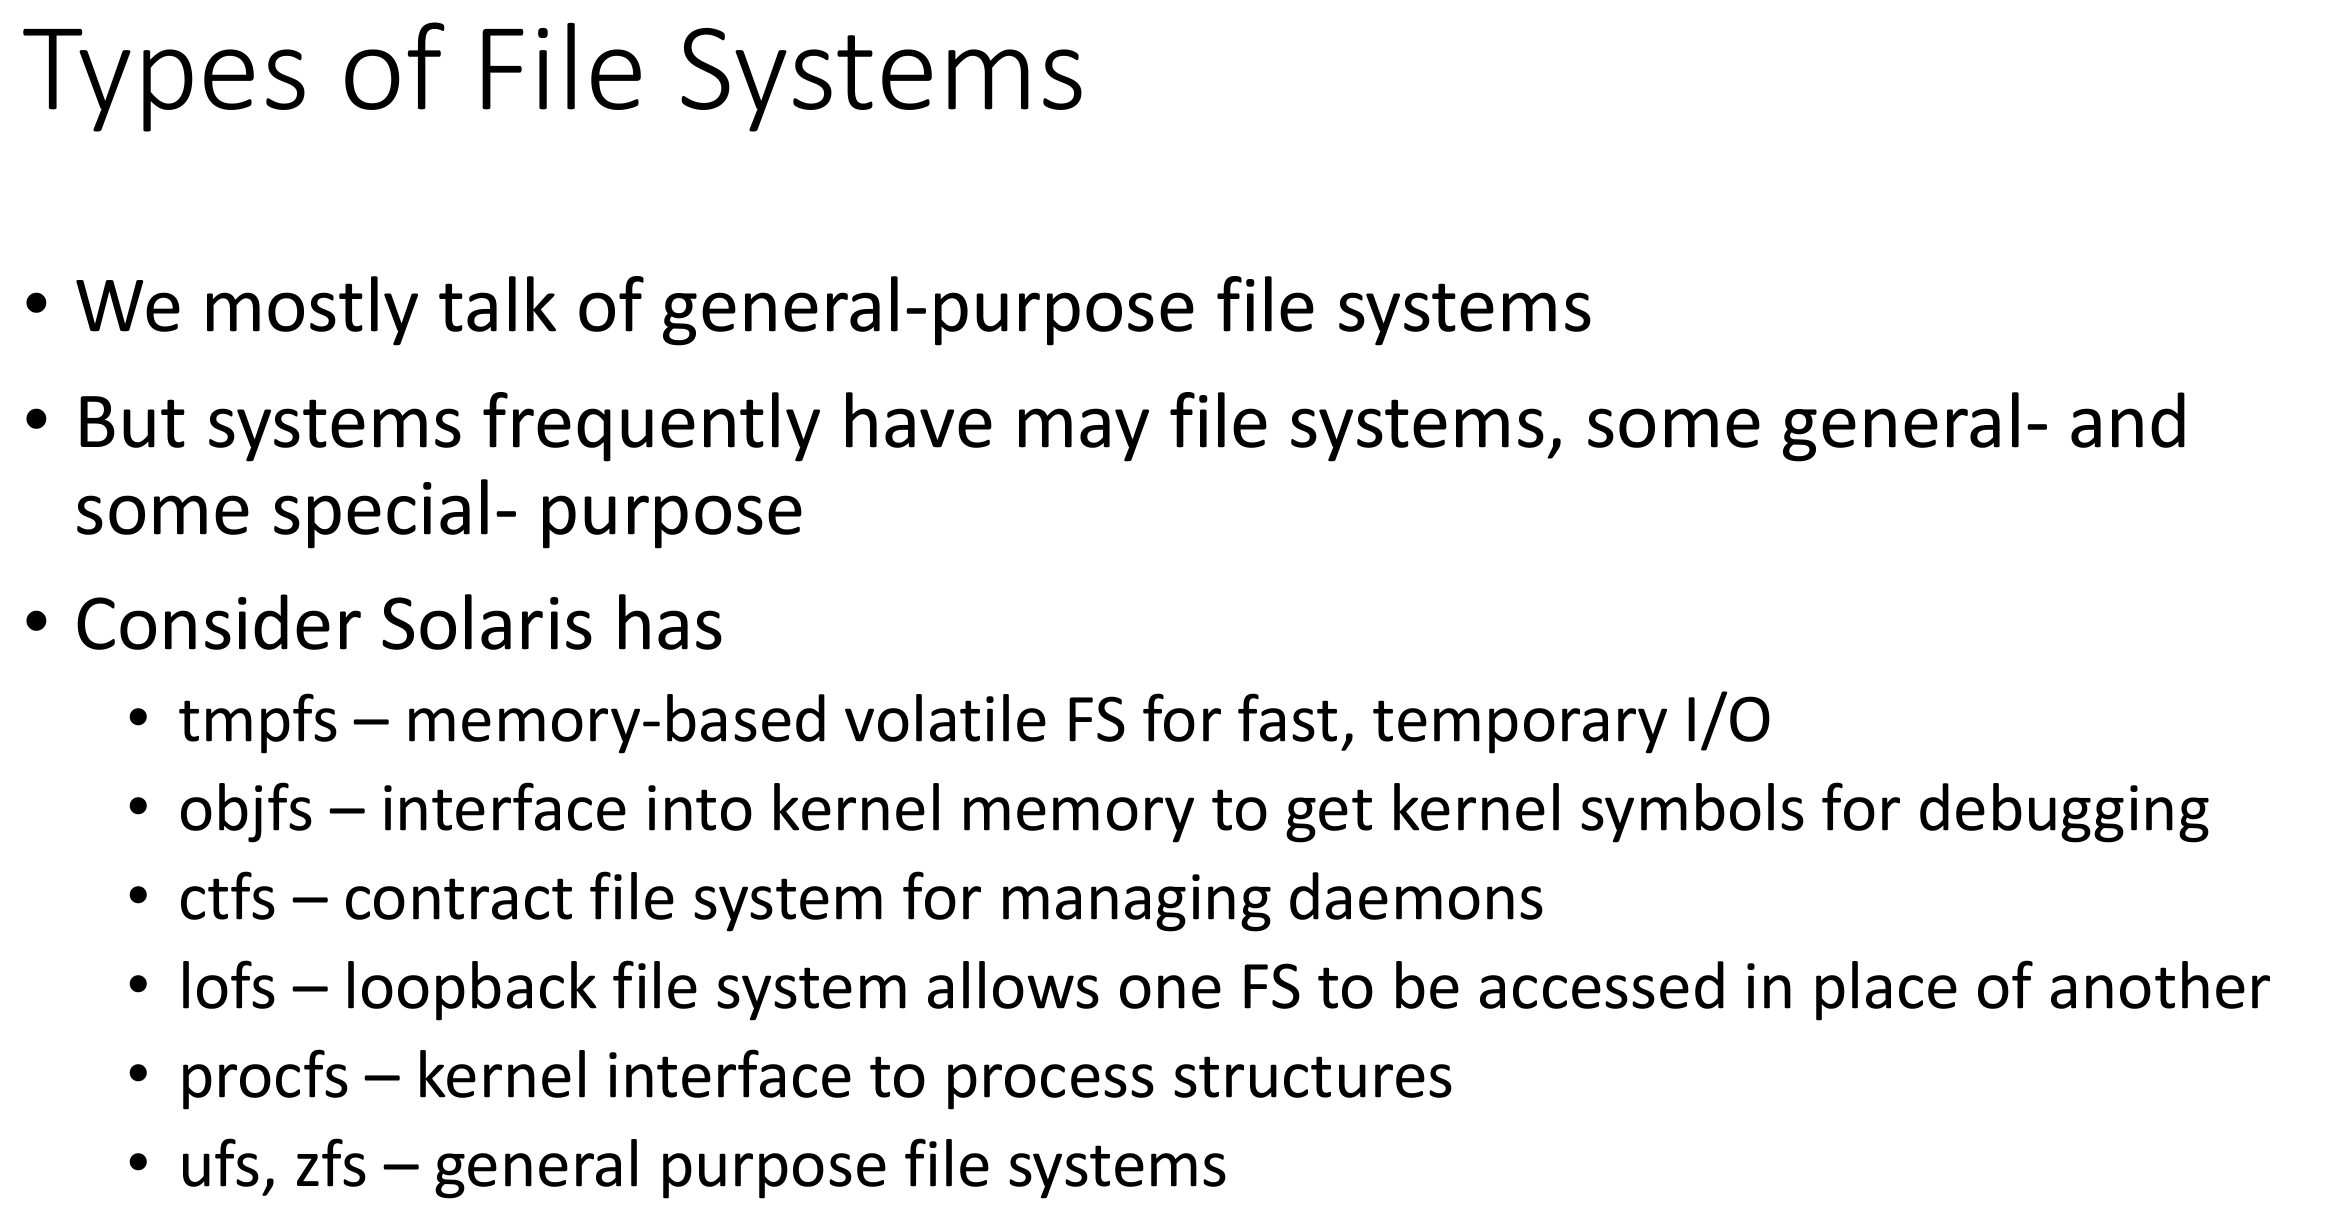 Types of File Systems
• We mostly talk of general-purpose file systems
• But systems frequently have may file systems, some general- and
some special- purpose
• Consider Solaris has
• tmpfs – memory-based volatile FS for fast, temporary I/O
• objfs – interface into kernel memory to get kernel symbols for debugging
• ctfs – contract file system for managing daemons
• lofs – loopback file system allows one FS to be accessed in place of another
• procfs – kernel interface to process structures
• ufs, zfs – general purpose file systems